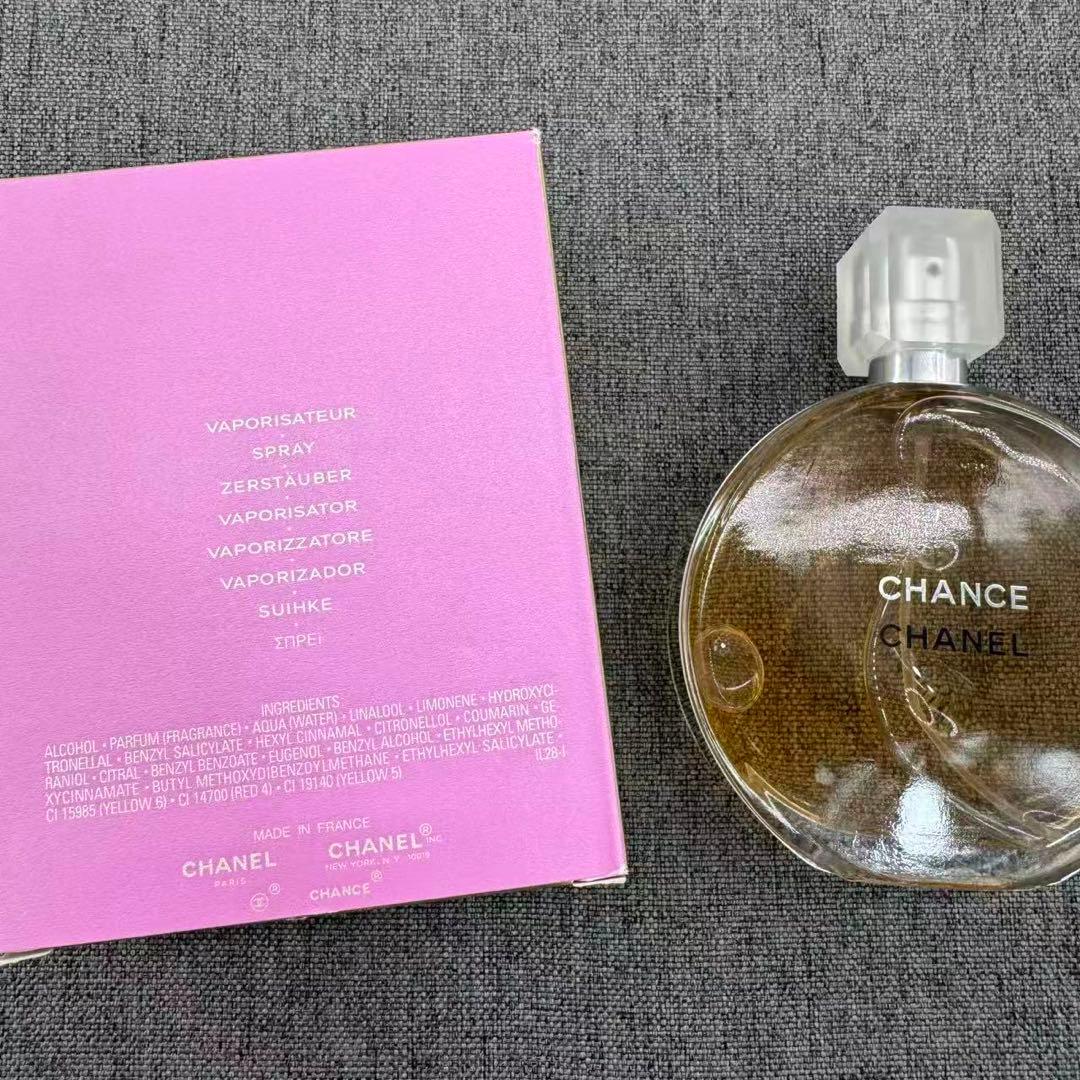 VAPORISATEUR
SPRAY
ZERSTÄUBER
VAPORISATOR
VAPORIZZATORE
VAPORIZADOR
SUIHKE
ΣΠΡΕΪ
INGREDIENTS
ALCOHOL • PARFUM (FRAGRANCE) • AQUA (WATER) • LINALOOL • LIMONENE • HYDROXYCI-
TRONELLAL • BENZYL SALICYLATE • HEXYL CINNAMAL • CITRONELLOL • COUMARIN • GE
RANIOL • CITRAL • BENZYL BENZOATE • EUGENOL • BENZYL ALCOHOL • ETHYLHEXYL METHO-
XYCINNAMATE • BUTYL METHOXYDIBENZOYLMETHANE • ETHYLHEXYL SALICYLATE •
CI 15985 (YELLOW 6) • CI 14700 (RED 4) • CI 19140 (YELLOW 5) IL28-I
MADE IN FRANCE
CHANEL CHANEL® INC
PARIS NEW YORK, N.Y. 10019
® CHANCE®
CHANCE
CHANEL